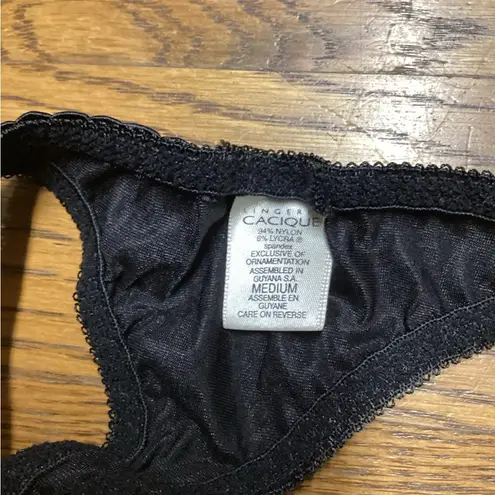 LINGER
CACIQUE
94% NYLON
6% LYCRA ®
spandex
EXCLUSIVE OF
ORNAMENTATION
ASSEMBLED IN
GUYANA S.A.
MEDIUM
ASSEMBLE EN
GUYANE
CARE ON REVERSE